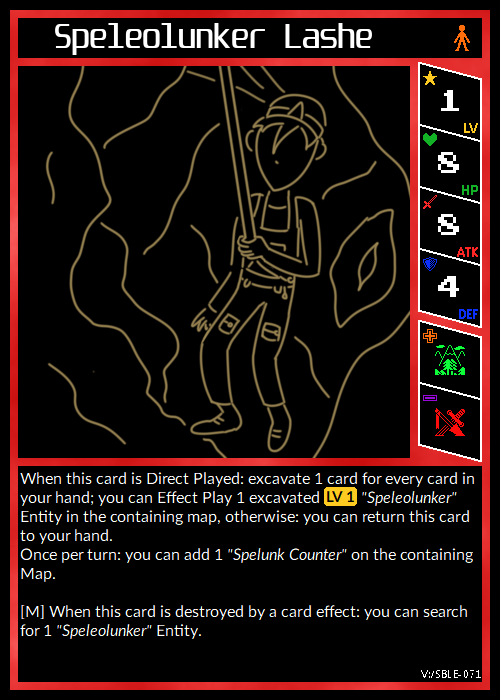 Speleolunker Lashe
1
LV
8
HP
8
ATK
4
DEF
When this card is Direct Played: excavate 1 card for every card in
your hand; you can Effect Play 1 excavated LV 1 "Speleolunker"
Entity in the containing map, otherwise: you can return this card
to your hand.
Once per turn: you can add 1 "Spelunk Counter" on the containing
Map.
[M] When this card is destroyed by a card effect: you can search
for 1 "Speleolunker" Entity.
V:/SBLE-071